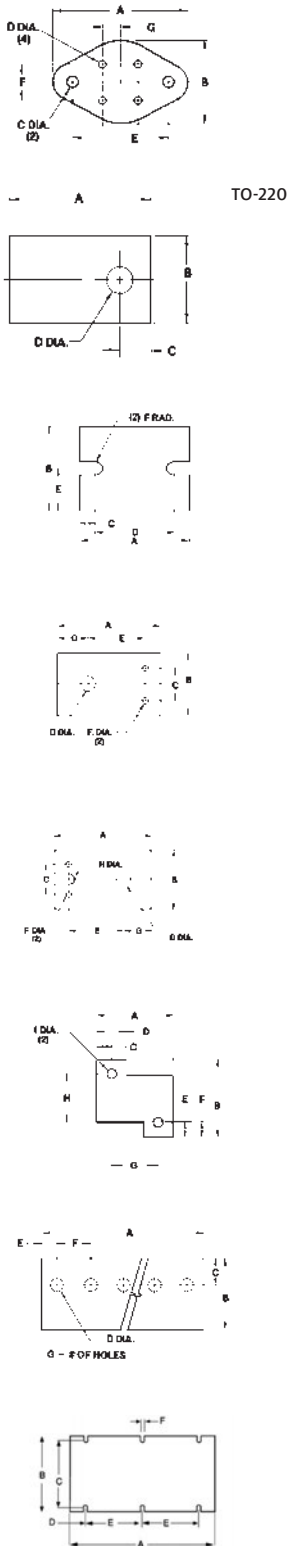 A
D DIA.
(4)
G
F
B
C DIA.
(2)
E
TO-220
A
B
D DIA.
C
(2) F RAD.
B
E
C
D
A
A
E
C
B
D DIA. F. DIA.
(2)
A
H DIA.
C
B
F DIA
(2)
E
G
D DIA.
A
D
C
(2)
H
E F B
G
A
E
F
C
B
D DIA.
G - # OF HOLES
F
B
C
D
E
E
A